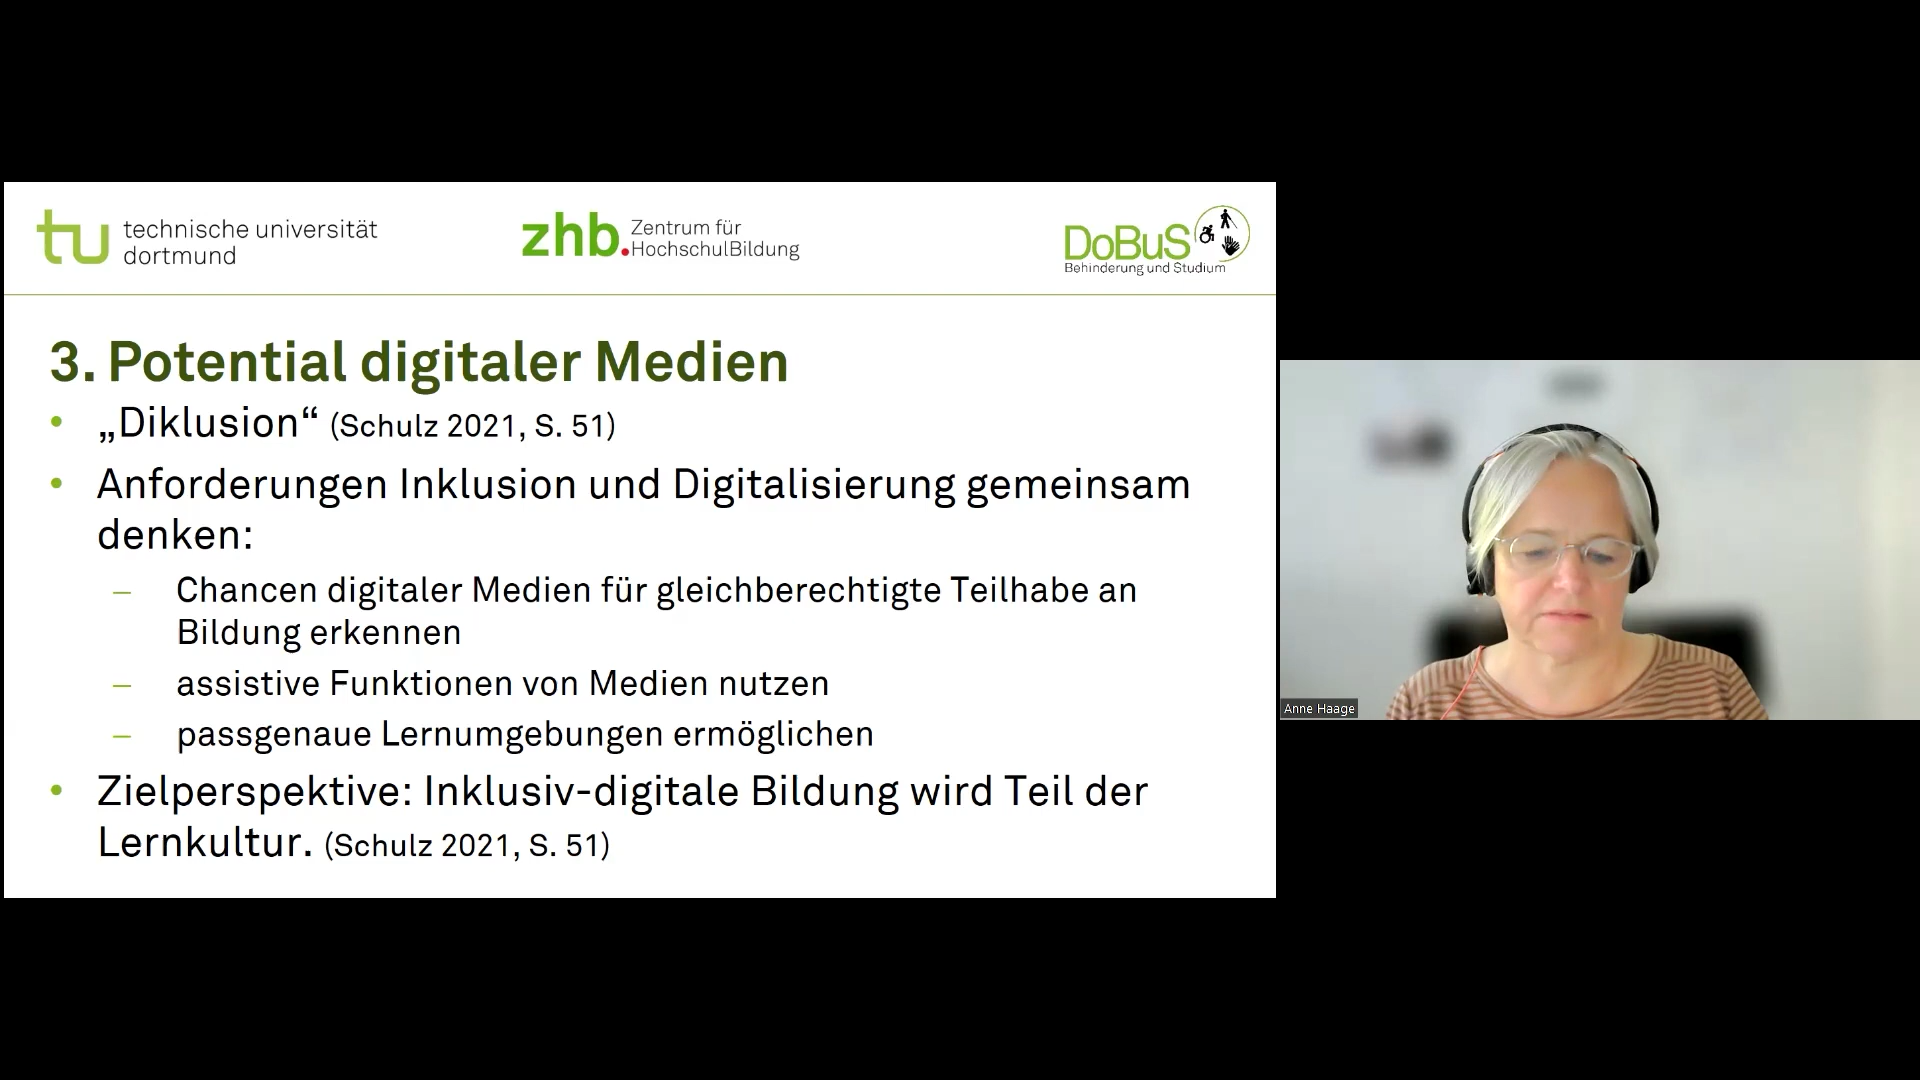 technische universität
dortmund
zhb. Zentrum für
HochschulBildung
DoBuS
Behinderung und Studium
3. Potential digitaler Medien
• „Diklusion“ (Schulz 2021, S. 51)
• Anforderungen Inklusion und Digitalisierung gemeinsam
denken:
– Chancen digitaler Medien für gleichberechtigte Teilhabe an
Bildung erkennen
– assistive Funktionen von Medien nutzen
– passgenaue Lernumgebungen ermöglichen
• Zielperspektive: Inklusiv-digitale Bildung wird Teil der
Lernkultur. (Schulz 2021, S. 51)
Anne Haage